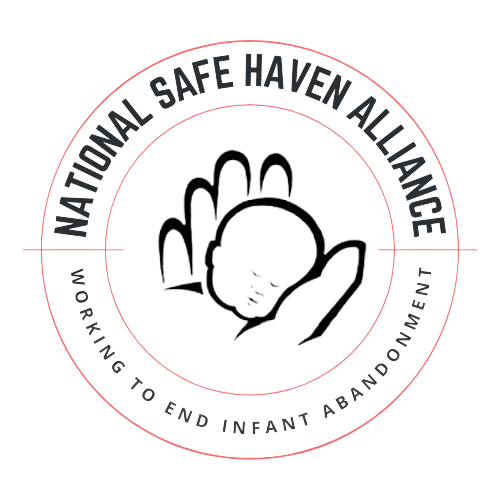 NATIONAL SAFE HAVEN ALLIANCE
WORKING TO END INFANT ABANDONMENT